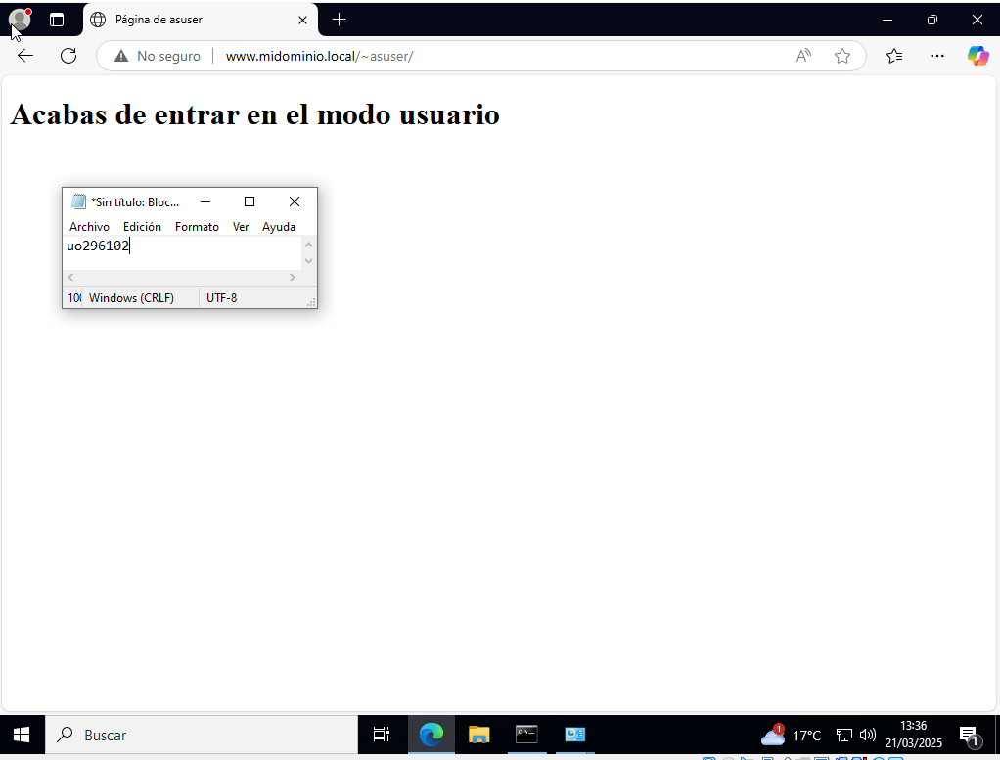 Página de asuser
No seguro
www.midominio.local/~asuser/
Acabas de entrar en el modo usuario
*Sin título: Bloc...
Archivo Edición Formato Ver Ayuda
uo296102
Windows (CRLF) UTF-8
Buscar
1
17°C
13:36
21/03/2025
1